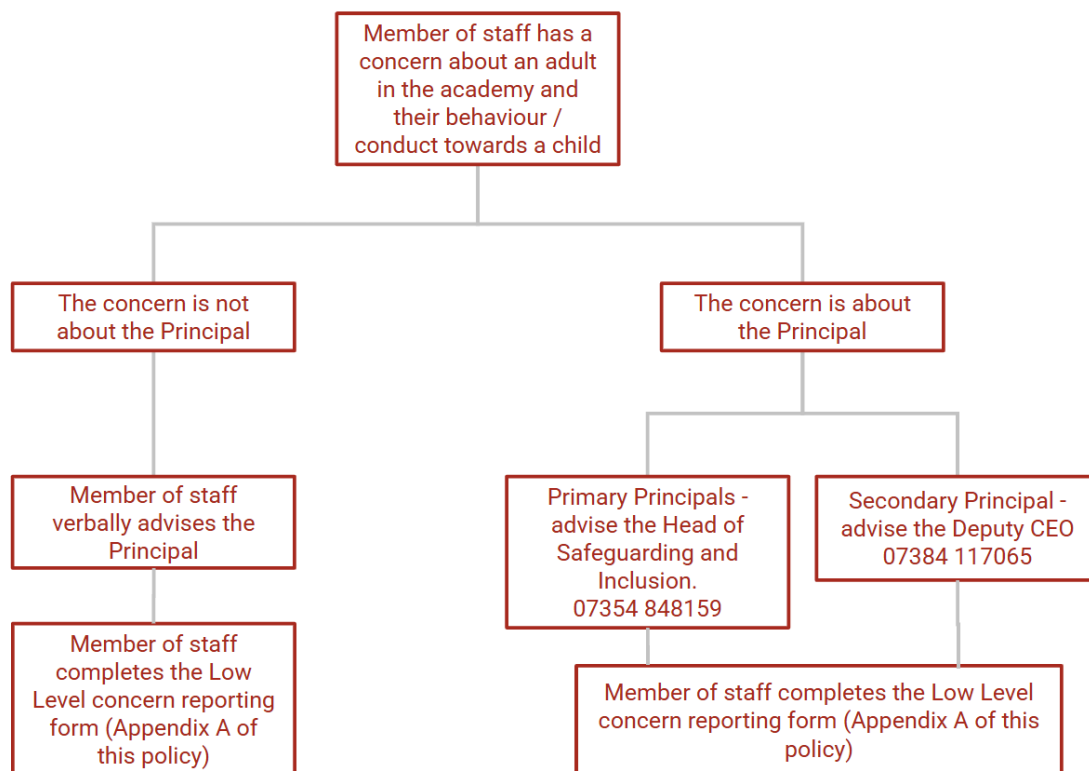 Member of staff has a
concern about an adult
in the academy and
their behaviour /
conduct towards a child
The concern is not
about the Principal
The concern is about
the Principal
Member of staff
verbally advises the
Principal
Primary Principals -
advise the Head of
Safeguarding and
Inclusion.
07354 848159
Secondary Principal -
advise the Deputy CEO
07384 117065
Member of staff
completes the Low
Level concern reporting
form (Appendix A of
this policy)
Member of staff completes the Low Level
concern reporting form (Appendix A of this
policy)